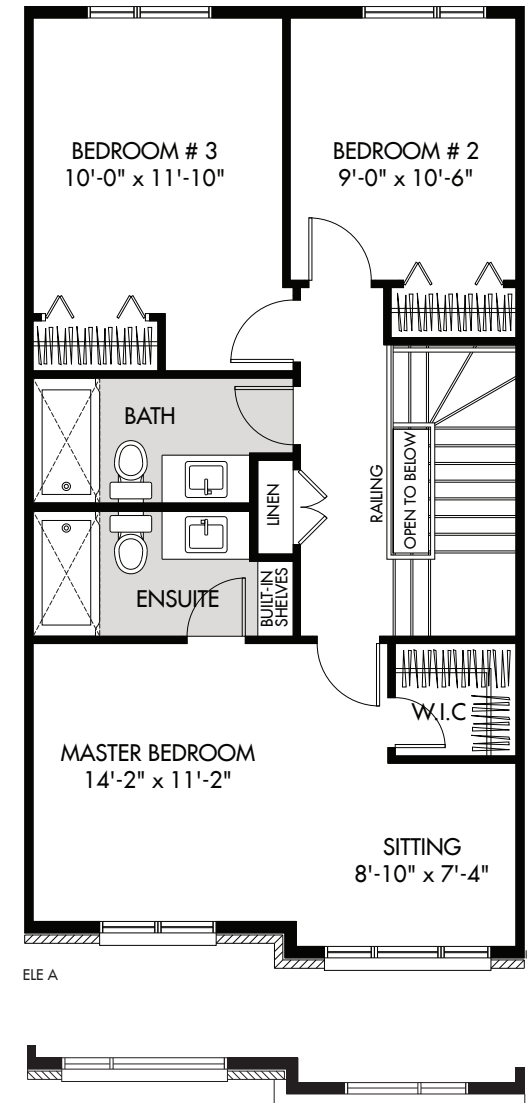 BEDROOM # 3
10'-0" x 11'-10"
BEDROOM # 2
9'-0" x 10'-6"
BATH
LINEN
RAILING
OPEN TO BELOW
ENSUITE
BUILT-IN
SHELVES
W.I.C
MASTER BEDROOM
14'-2" x 11'-2"
SITTING
8'-10" x 7'-4"
ELE A